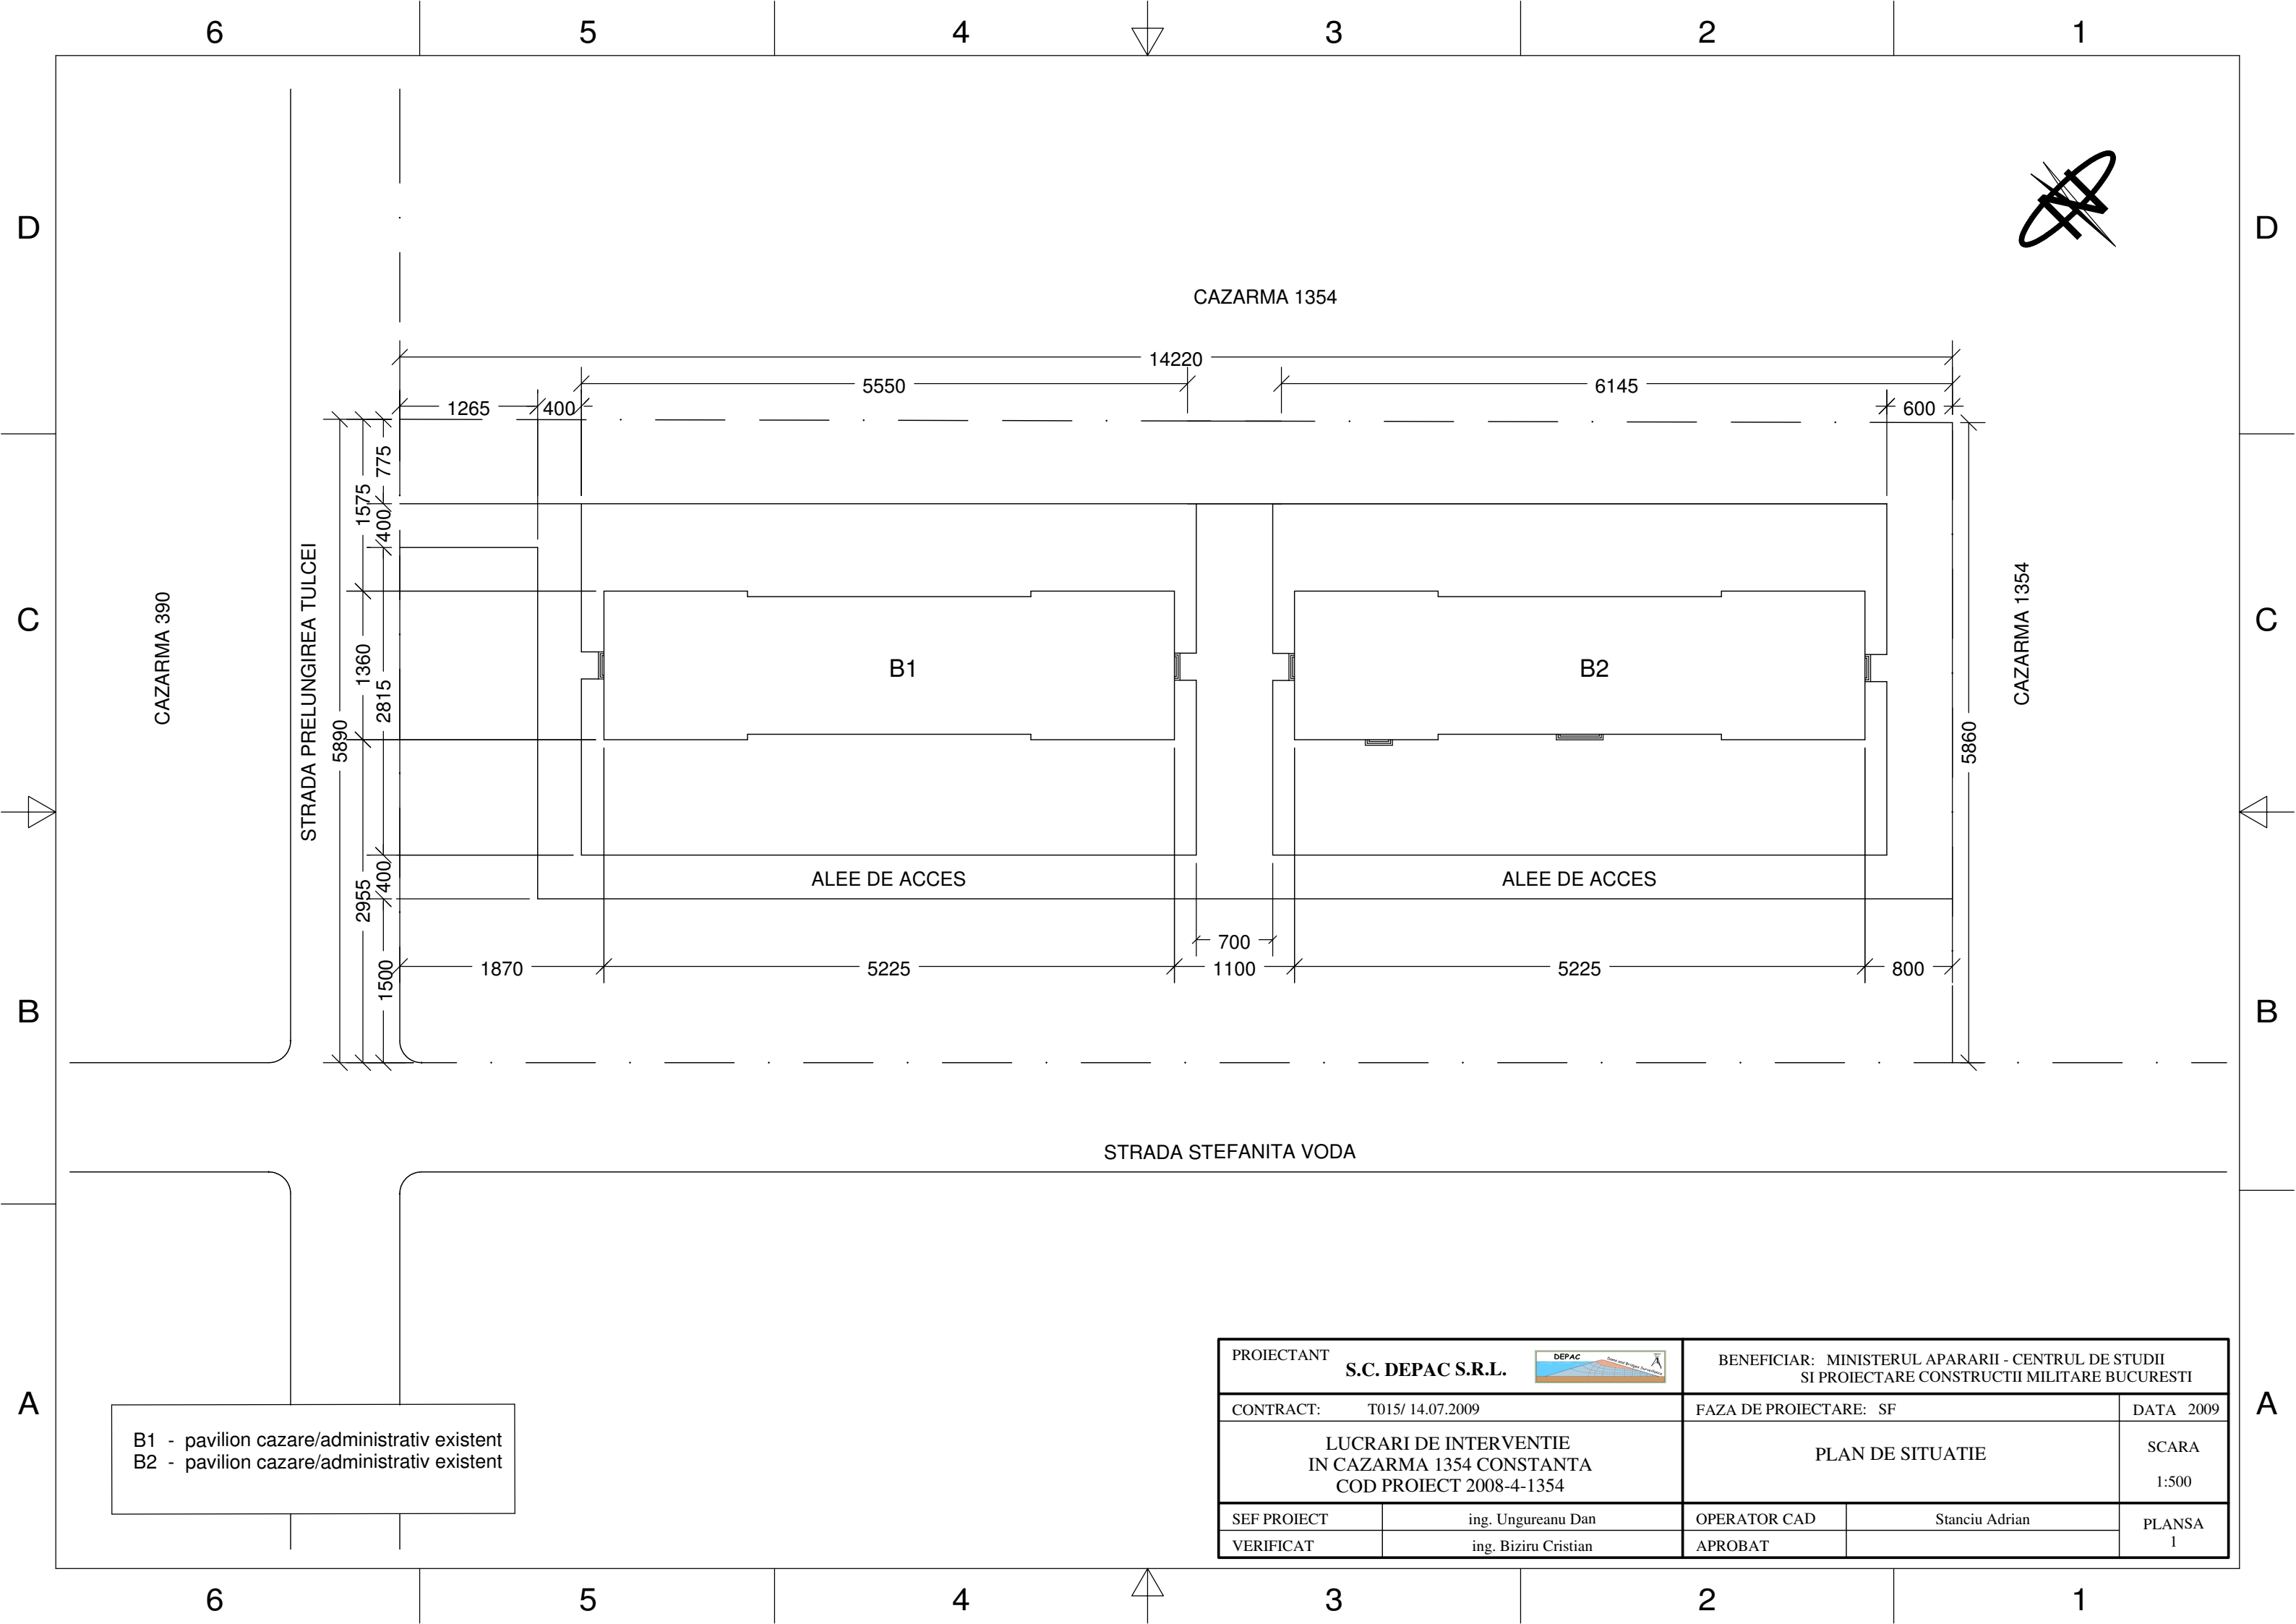 6 5 4 3 2 1
D D
CAZARMA 1354
14220
5550 6145
1265 400 600
775
1575
400
CAZARMA 390
STRADA PRELUNGIREA TULCEI
C C
1360
2815
5890
B1 B2
5860
CAZARMA 1354
ALEE DE ACCES ALEE DE ACCES
400
2955
700
1870 5225 1100 5225 800
1500
B B
STRADA STEFANITA VODA
A A
B1 - pavilion cazare/administrativ existent
B2 - pavilion cazare/administrativ existent
PROIECTANT
S.C. DEPAC S.R.L.
DEPAC
BENEFICIAR: MINISTERUL APARARII - CENTRUL DE STUDII
SI PROIECTARE CONSTRUCTII MILITARE BUCURESTI
CONTRACT: T015/ 14.07.2009
FAZA DE PROIECTARE: SF
DATA 2009
LUCRARI DE INTERVENTIE
IN CAZARMA 1354 CONSTANTA
COD PROIECT 2008-4-1354
PLAN DE SITUATIE
SCARA
1:500
SEF PROIECT ing. Ungureanu Dan
OPERATOR CAD Stanciu Adrian
VERIFICAT ing. Biziru Cristian
APROBAT
PLANSA
1
6 5 4 3 2 1